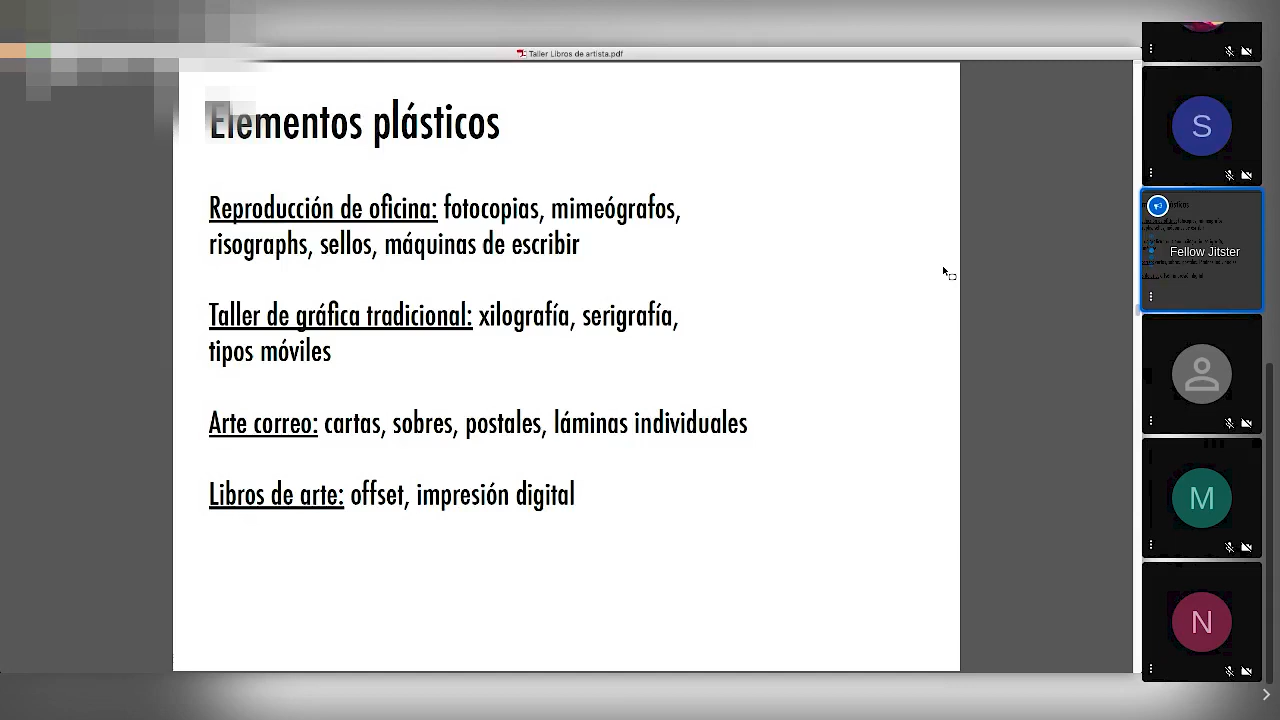 Taller Libros de artista.pdf
Elementos plásticos
Reproducción de oficina: fotocopias, mimeógrafos,
risographs, sellos, máquinas de escribir
Taller de gráfica tradicional: xilografía, serigrafía,
tipos móviles
Arte correo: cartas, sobres, postales, láminas individuales
Libros de arte: offset, impresión digital
S
Fellow Jitster
M
N